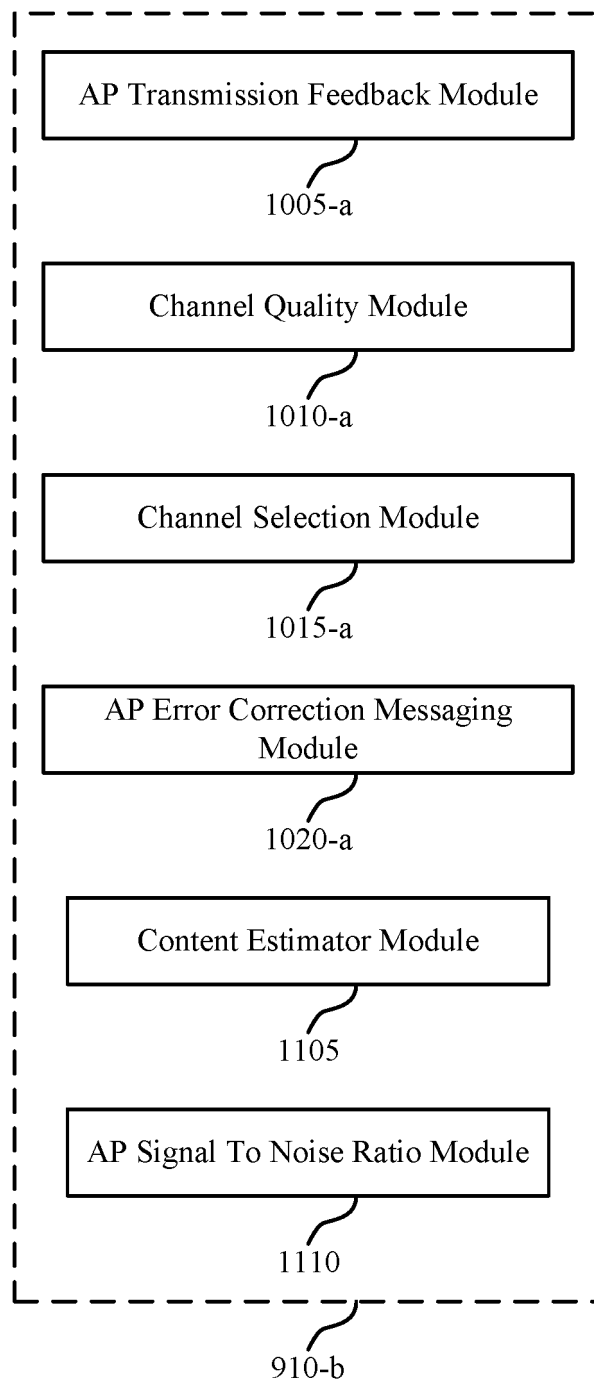 AP Transmission Feedback Module
1005-a
Channel Quality Module
1010-a
Channel Selection Module
1015-a
AP Error Correction Messaging
Module
1020-a
Content Estimator Module
1105
AP Signal To Noise Ratio Module
1110
910-b